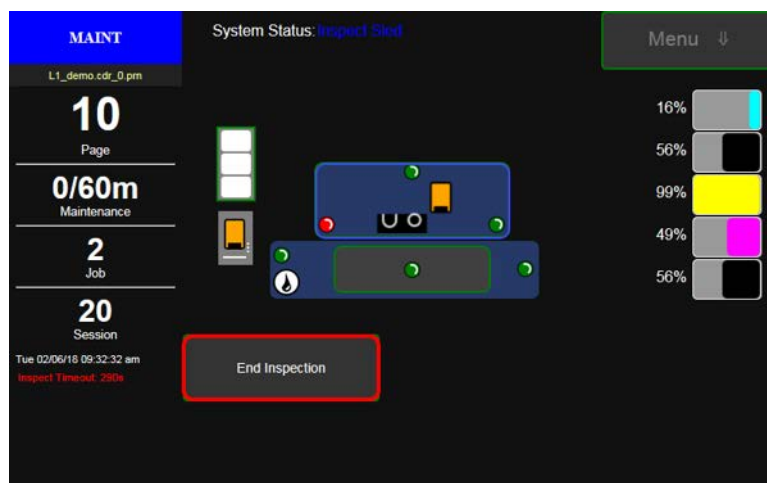 MAINT
System Status: Inspect Sled
Menu ⇓
L1_demo.cdr_0.prn
10
Page
0/60m
Maintenance
2
Job
20
Session
Tue 02/06/18 09:32:32 am
Inspect Timeout: 290s
16%
56%
99%
49%
56%
End Inspection